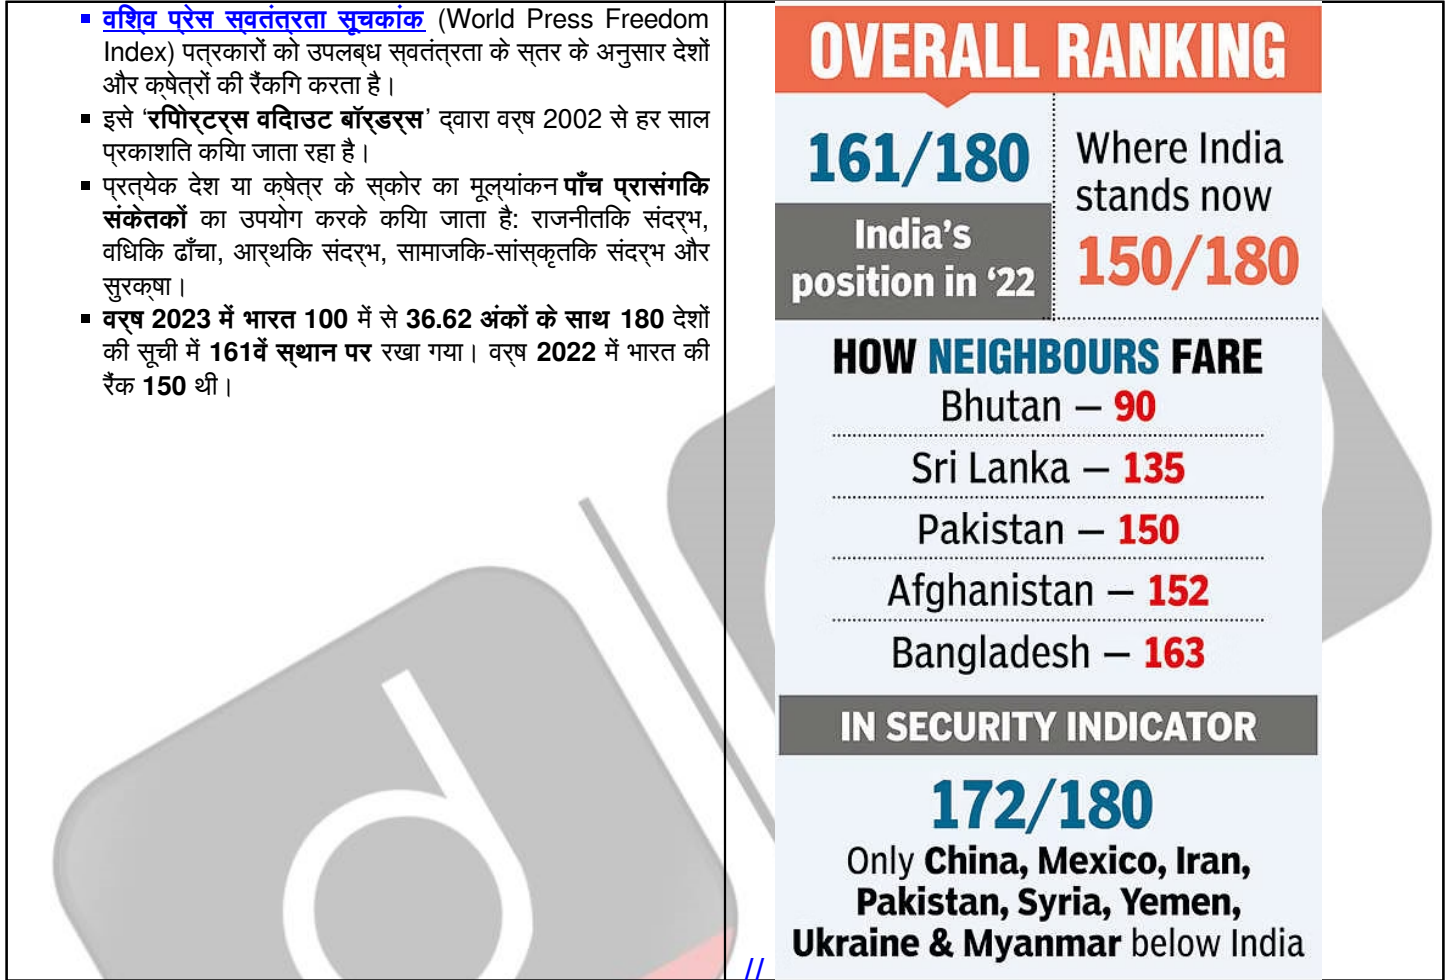 विश्व प्रेस स्वतंत्रता सूचकांक (World Press Freedom
Index) पत्रकारों को उपलब्ध स्वतंत्रता के स्तर के अनुसार देशों
और क्षेत्रों की रैंकिंग करता है।
इसे ‘रिपोर्टर्स विदाउट बॉर्डर्स’ द्वारा वर्ष 2002 से हर साल
प्रकाशित किया जाता रहा है।
प्रत्येक देश या क्षेत्र के स्कोर का मूल्यांकन पाँच प्रासंगिक
संकेतकों का उपयोग करके किया जाता है: राजनीतिक संदर्भ,
विधिक ढाँचा, आर्थिक संदर्भ, सामाजिक-सांस्कृतिक संदर्भ और
सुरक्षा।
वर्ष 2023 में भारत 100 में से 36.62 अंकों के साथ 180 देशों
की सूची में 161वें स्थान पर रखा गया। वर्ष 2022 में भारत की
रैंक 150 थी।
OVERALL RANKING
161/180
India’s
position in ‘22
Where India
stands now
150/180
HOW NEIGHBOURS FARE
Bhutan – 90
Sri Lanka – 135
Pakistan – 150
Afghanistan – 152
Bangladesh – 163
IN SECURITY INDICATOR
172/180
Only China, Mexico, Iran,
Pakistan, Syria, Yemen,
Ukraine & Myanmar below India
//
d